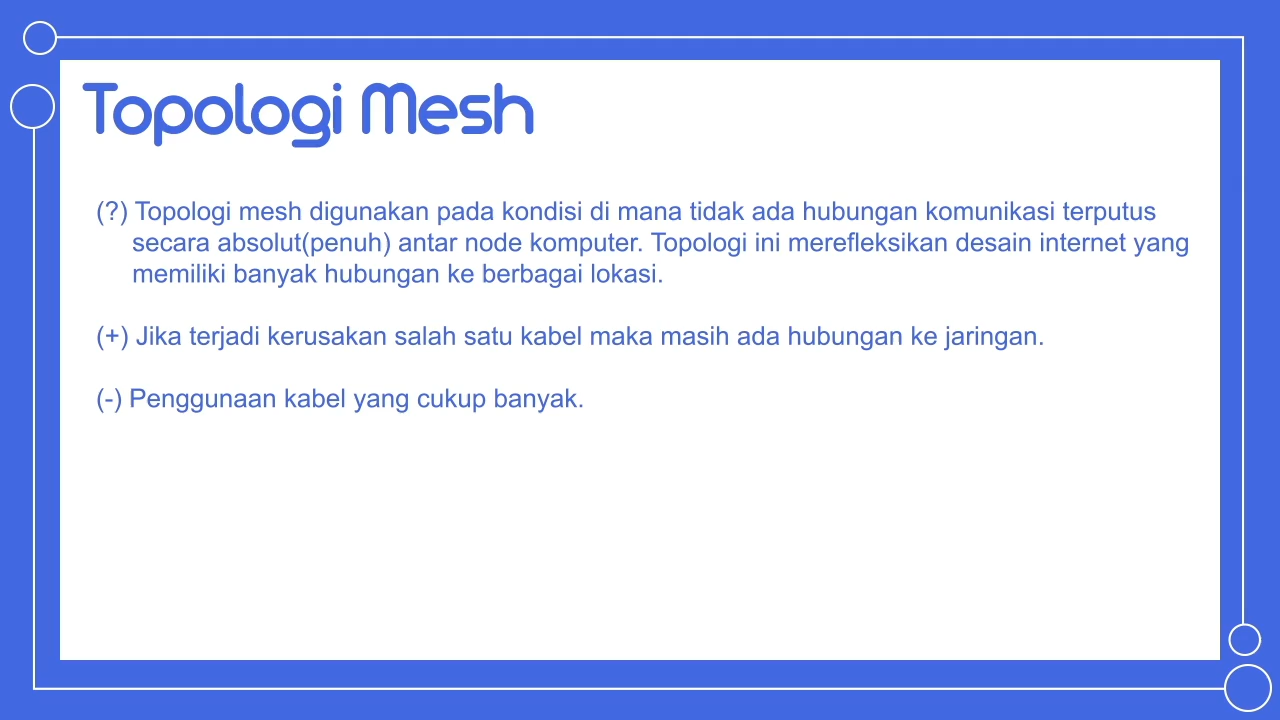 Topologi Mesh
(?) Topologi mesh digunakan pada kondisi di mana tidak ada hubungan komunikasi terputus
secara absolut(penuh) antar node komputer. Topologi ini merefleksikan desain internet yang
memiliki banyak hubungan ke berbagai lokasi.
(+) Jika terjadi kerusakan salah satu kabel maka masih ada hubungan ke jaringan.
(-) Penggunaan kabel yang cukup banyak.